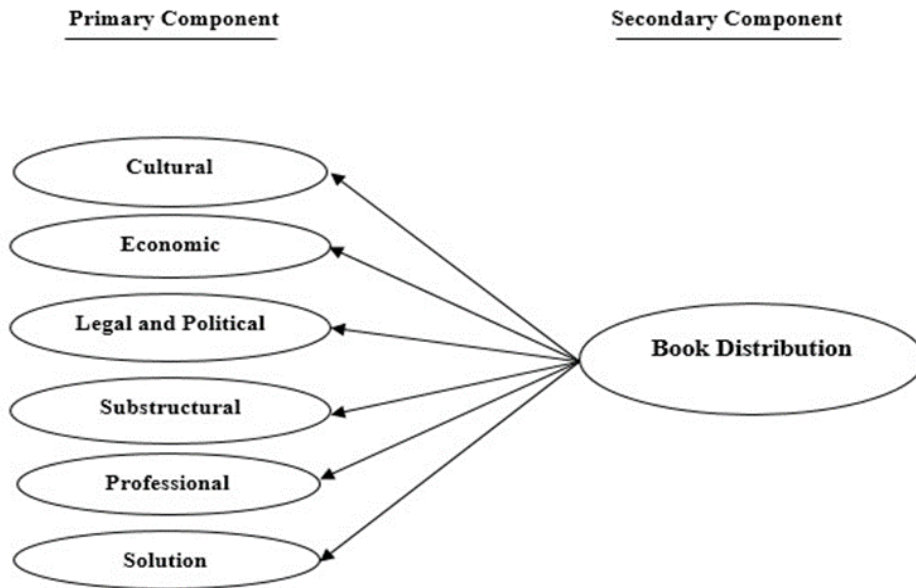 Primary Component
Secondary Component
Cultural
Economic
Legal and Political
Substructural
Professional
Solution
Book Distribution